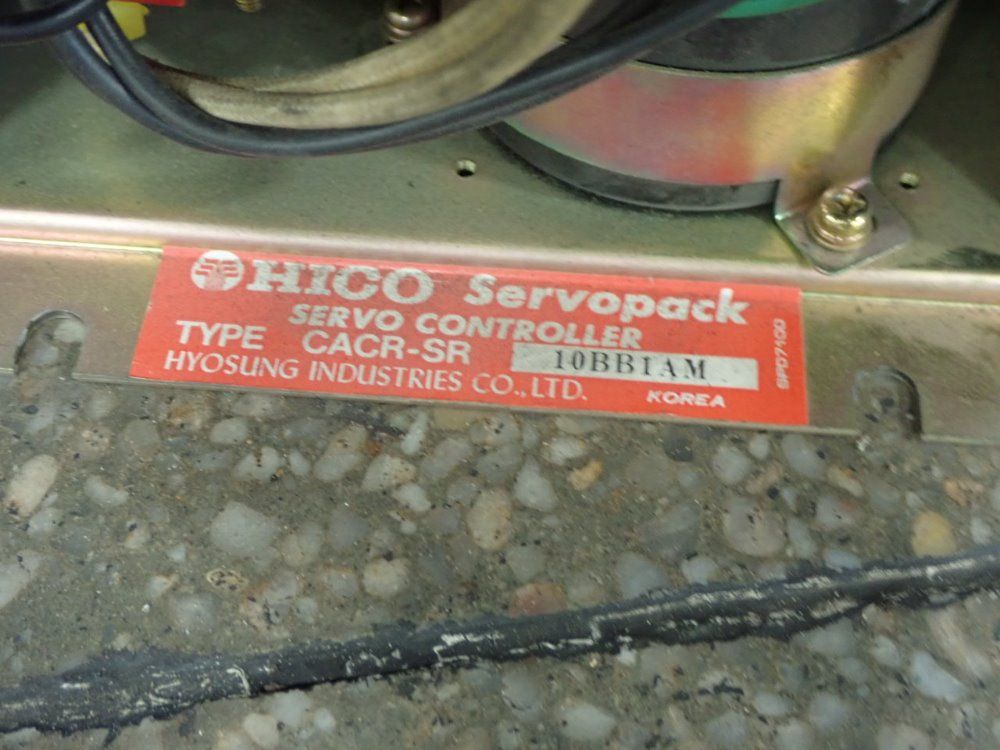 HICO Servopack
SERVO CONTROLLER
TYPE CACR-SR 10BB1AM
HYOSUNG INDUSTRIES CO., LTD. KOREA